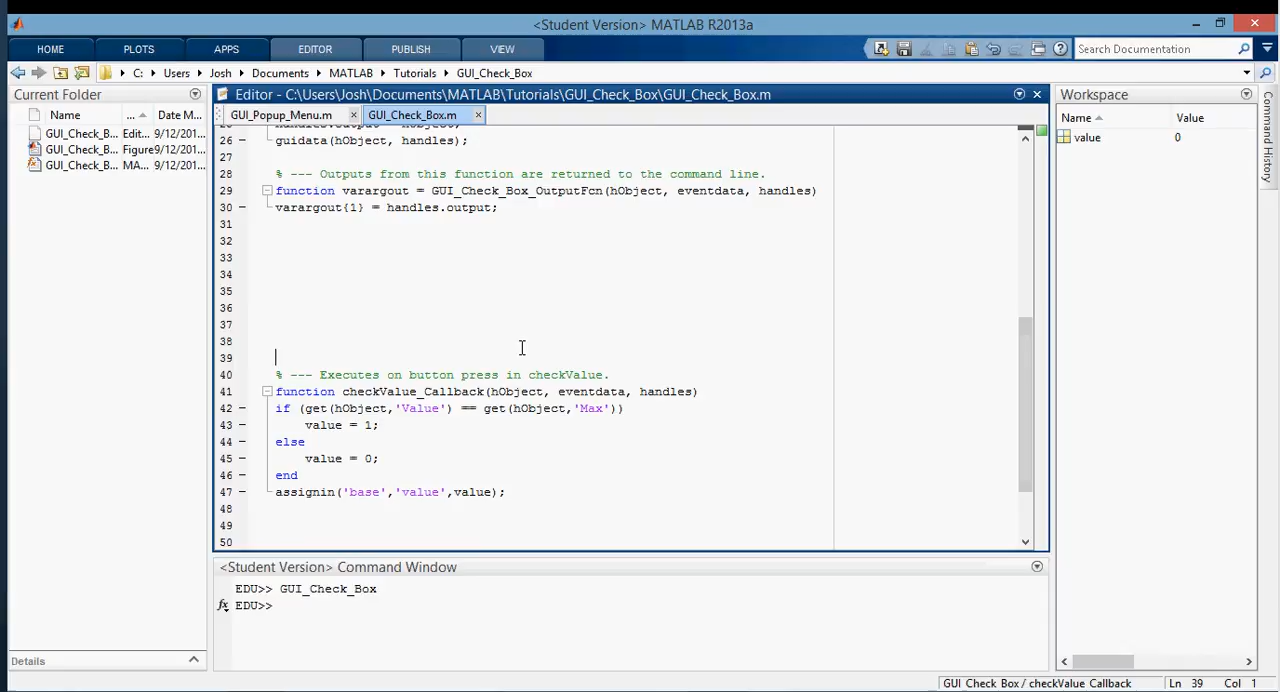 <Student Version> MATLAB R2013a
HOME PLOTS APPS EDITOR PUBLISH VIEW Search Documentation
C: Users Josh Documents MATLAB Tutorials GUI_Check_Box
Current Folder
Name ... Date M...
GUI_Check_B... Edit... 9/12/201...
GUI_Check_B... Figure 9/12/201...
GUI_Check_B... MA... 9/12/201...
Details
Editor - C:\Users\Josh\Documents\MATLAB\Tutorials\GUI_Check_Box\GUI_Check_Box.m
GUI_Popup_Menu.m GUI_Check_Box.m
26 - guidata(hObject, handles);
27
28 % --- Outputs from this function are returned to the command line.
29 function varargout = GUI_Check_Box_OutputFcn(hObject, eventdata, handles)
30 - varargout{1} = handles.output;
31
32
33
34
35
36
37
38
39
40 % --- Executes on button press in checkValue.
41 function checkValue_Callback(hObject, eventdata, handles)
42 - if (get(hObject,'Value') == get(hObject,'Max'))
43 - value = 1;
44 - else
45 - value = 0;
46 - end
47 - assignin('base','value',value);
48
49
50
<Student Version> Command Window
EDU>> GUI_Check_Box
fx EDU>>
Workspace
Name Value
value 0
Command History
GUI_Check_Box / checkValue_Callback Ln 39 Col 1